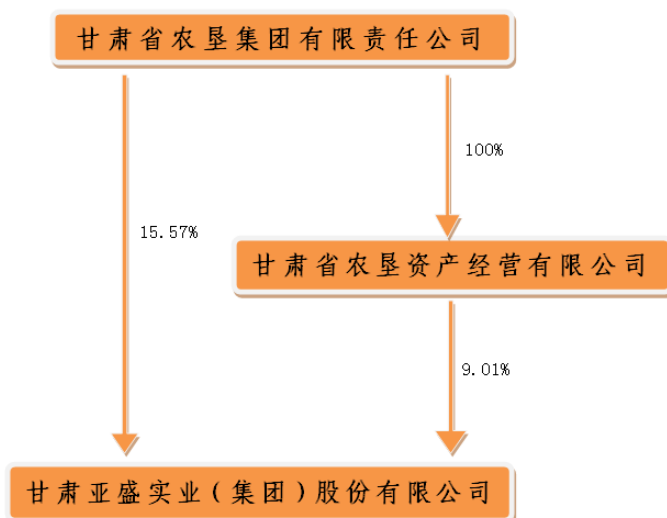 甘肃省农垦集团有限责任公司
100%
15.57%
甘肃省农垦资产经营有限公司
9.01%
甘肃亚盛实业(集团)股份有限公司